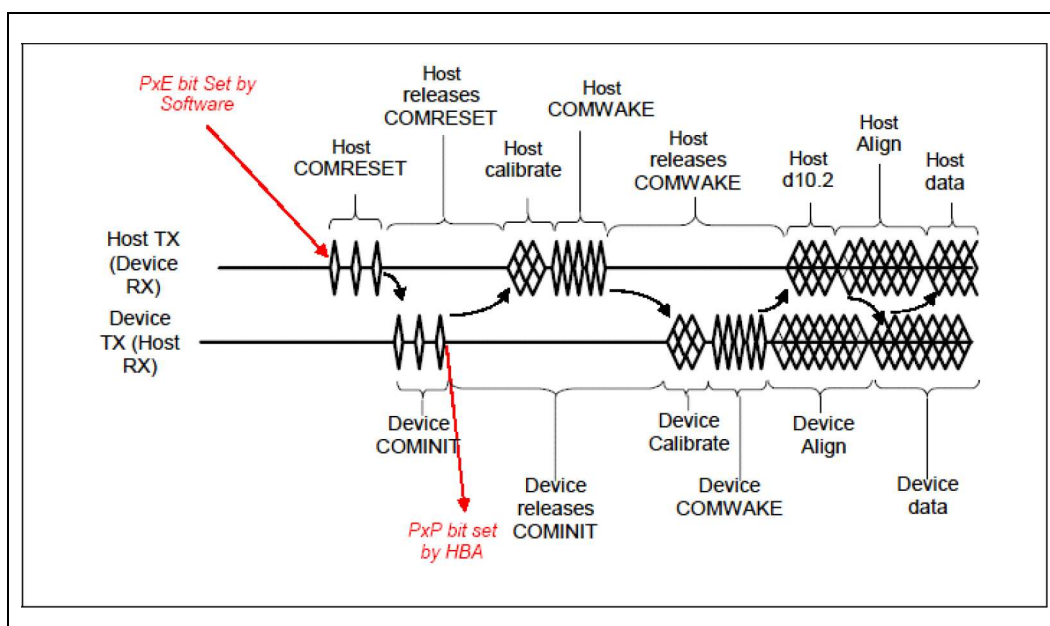 PxE bit Set by
Software
Host
COMRESET
Host
releases
COMRESET
Host
calibrate
Host
COMWAKE
Host
releases
COMWAKE
Host
d10.2
Host
Align
Host
data
Host TX
(Device
RX)
Device
TX (Host
RX)
Device
COMINIT
PxP bit set
by HBA
Device
releases
COMINIT
Device
Calibrate
Device
COMWAKE
Device
Align
Device
data